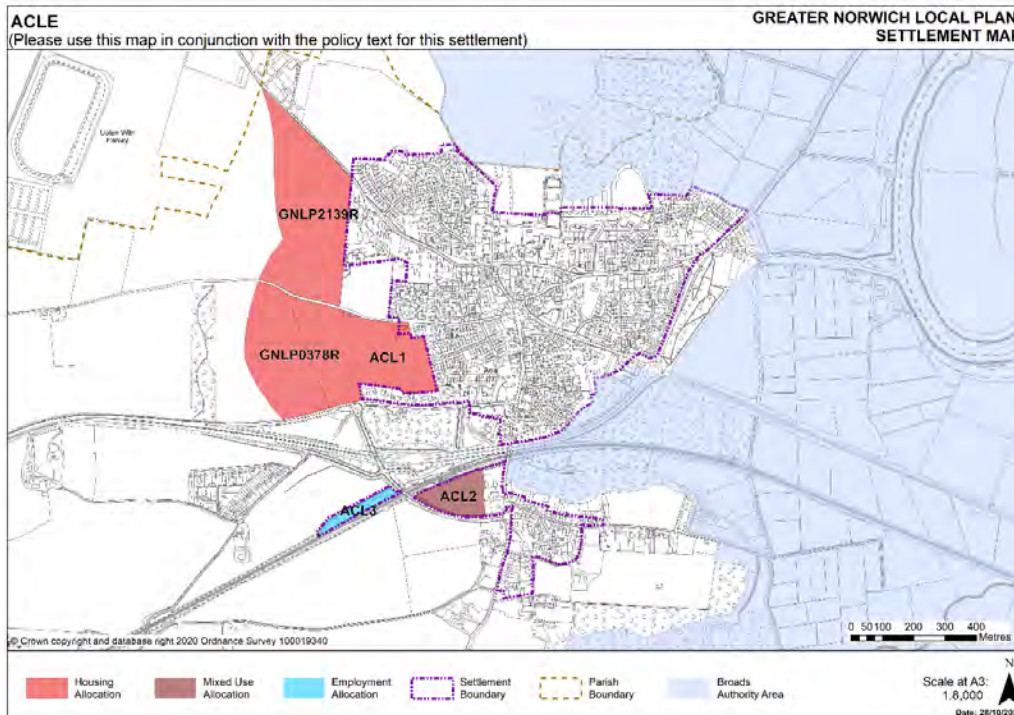 ACLE
(Please use this map in conjunction with the policy text for this settlement)
GREATER NORWICH LOCAL PLAN
SETTLEMENT MAP
GNLP2139R
GNLP0378R
ACL1
Acle
ACL2
ACL3
© Crown copyright and database right 2020 Ordnance Survey 100019340
0 50 100 200 300 400
Metres
Housing
Allocation
Mixed Use
Allocation
Employment
Allocation
Settlement
Boundary
Parish
Boundary
Broads
Authority Area
Scale at A3:
1:8,000
N